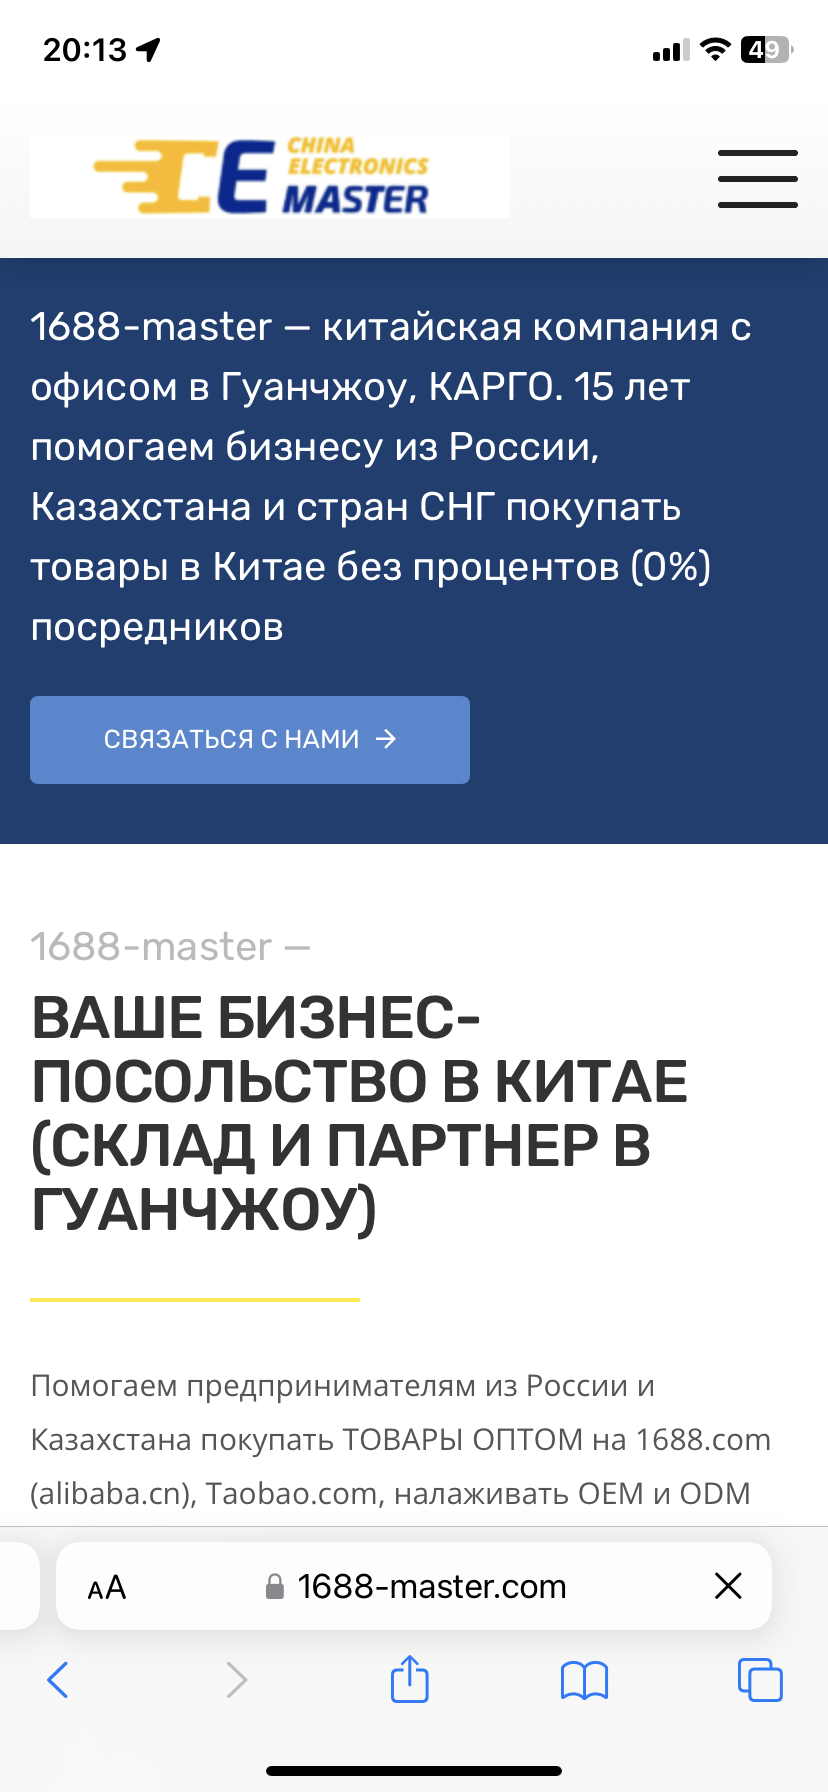 20:13
49
CHINA
ELECTRONICS
CE MASTER
1688-master — китайская компания с
офисом в Гуанчжоу, КАРГО. 15 лет
помогаем бизнесу из России,
Казахстана и стран СНГ покупать
товары в Китае без процентов (0%)
посредников
СВЯЗАТЬСЯ С НАМИ →
1688-master —
ВАШЕ БИЗНЕС-
ПОСОЛЬСТВО В КИТАЕ
(СКЛАД И ПАРТНЕР В
ГУАНЧЖОУ)
Помогаем предпринимателям из России и
Казахстана покупать ТОВАРЫ ОПТОМ на 1688.com
(alibaba.cn), Taobao.com, налаживать OEM и ODM
AA 1688-master.com